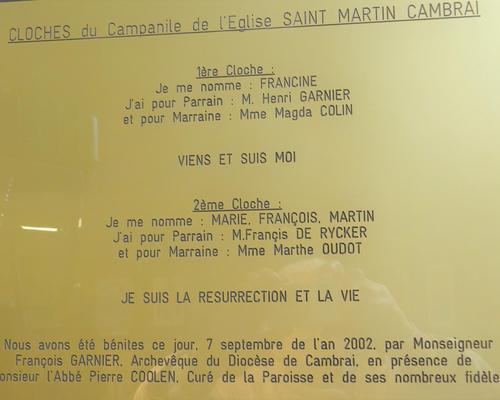 CLOCHES du Campanile de l'Eglise SAINT MARTIN CAMBRAI
1ère Cloche :
Je me nomme : FRANCINE
J'ai pour Parrain : M. Henri GARNIER
et pour Marraine : Mme Magda COLIN
VIENS ET SUIS MOI
2ème Cloche :
Je me nomme : MARIE, FRANÇOIS, MARTIN
J'ai pour Parrain : M.Françis DE RYCKER
et pour Marraine : Mme Marthe OUDOT
JE SUIS LA RESURRECTION ET LA VIE
Nous avons été bénites ce jour, 7 septembre de l'an 2002, par Monseigneur
François GARNIER, Archevêque du Diocèse de Cambrai, en présence de
onsieur l'Abbé Pierre COOLEN, Curé de la Paroisse et de ses nombreux fidèle